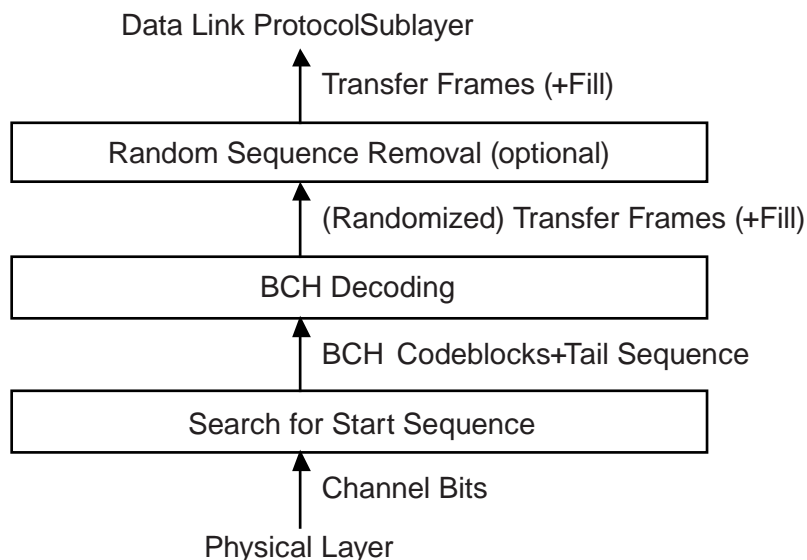 Data Link ProtocolSublayer
Transfer Frames (+Fill)
Random Sequence Removal (optional)
(Randomized) Transfer Frames (+Fill)
BCH Decoding
BCH Codeblocks+Tail Sequence
Search for Start Sequence
Channel Bits
Physical Layer